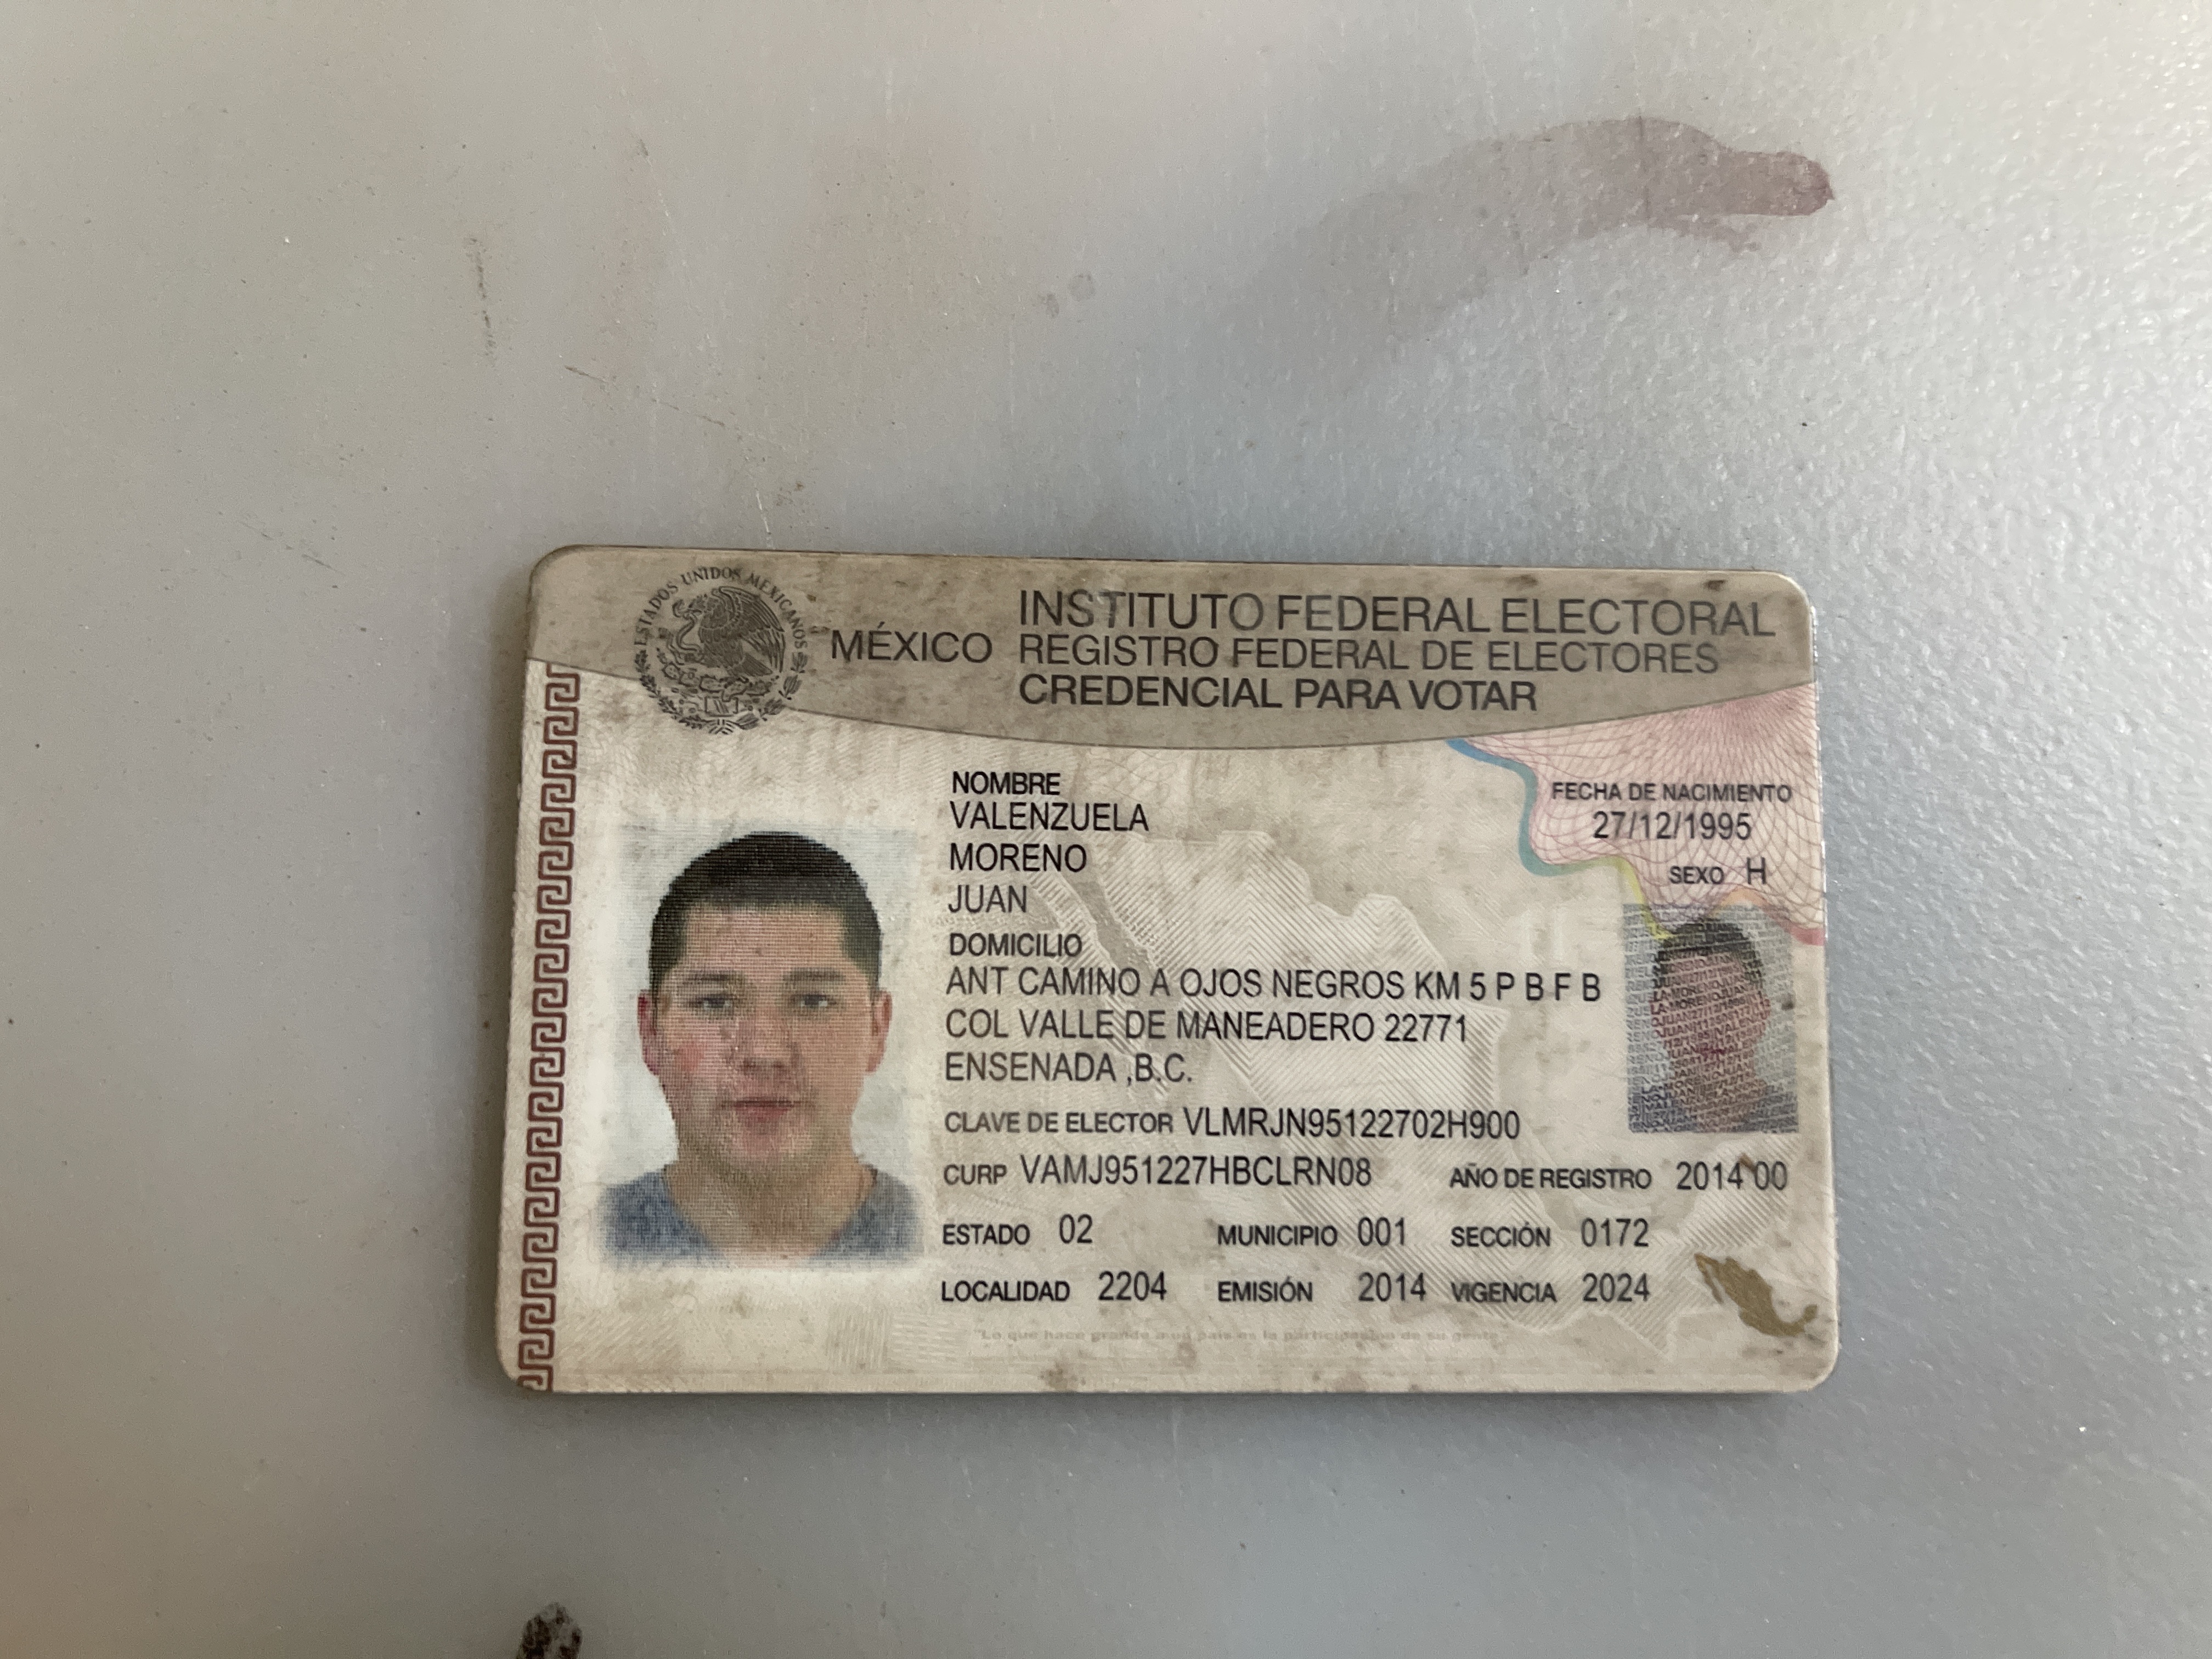 ESTADOS UNIDOS MEXICANOS
MÉXICO
INSTITUTO FEDERAL ELECTORAL
REGISTRO FEDERAL DE ELECTORES
CREDENCIAL PARA VOTAR
NOMBRE
VALENZUELA
MORENO
JUAN
FECHA DE NACIMIENTO
27/12/1995
SEXO H
DOMICILIO
ANT CAMINO A OJOS NEGROS KM 5 P B F B
COL VALLE DE MANEADERO 22771
ENSENADA ,B.C.
CLAVE DE ELECTOR VLMRJN95122702H900
CURP VAMJ951227HBCLRN08 AÑO DE REGISTRO 2014 00
ESTADO 02 MUNICIPIO 001 SECCIÓN 0172
LOCALIDAD 2204 EMISIÓN 2014 VIGENCIA 2024